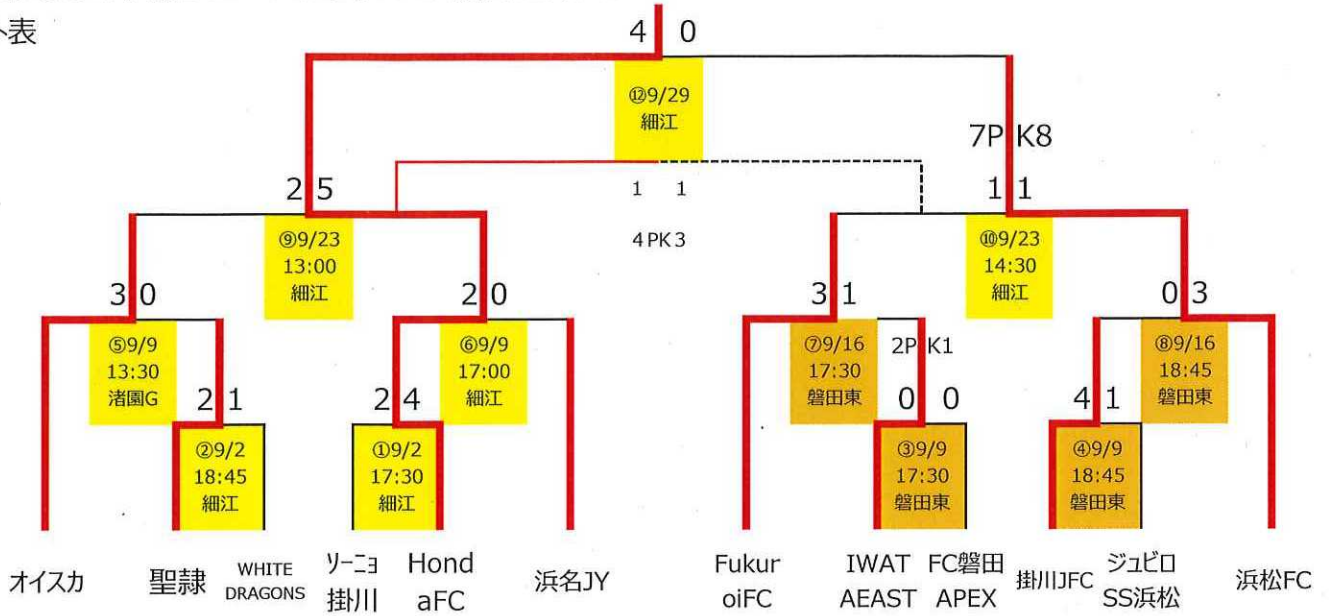 ト表
4 0
⑫9/29
細江
7P K8
2 5
1 1
1 1
4 PK 3
⑨9/23
13:00
細江
⑩9/23
14:30
細江
3 0
2 0
3 1
0 3
⑤9/9
13:30
渚園G
⑥9/9
17:00
細江
⑦9/16
17:30
磐田東
2P K1
⑧9/16
18:45
磐田東
2 1
2 4
0 0
4 1
②9/2
18:45
細江
①9/2
17:30
細江
③9/9
17:30
磐田東
④9/9
18:45
磐田東
オイスカ
聖隷
WHITE
DRAGONS
ソーニョ
掛川
Hond
aFC
浜名JY
Fukur
oiFC
IWAT
AEAST
FC磐田
APEX
掛川JFC
ジュビロ
SS浜松
浜松FC